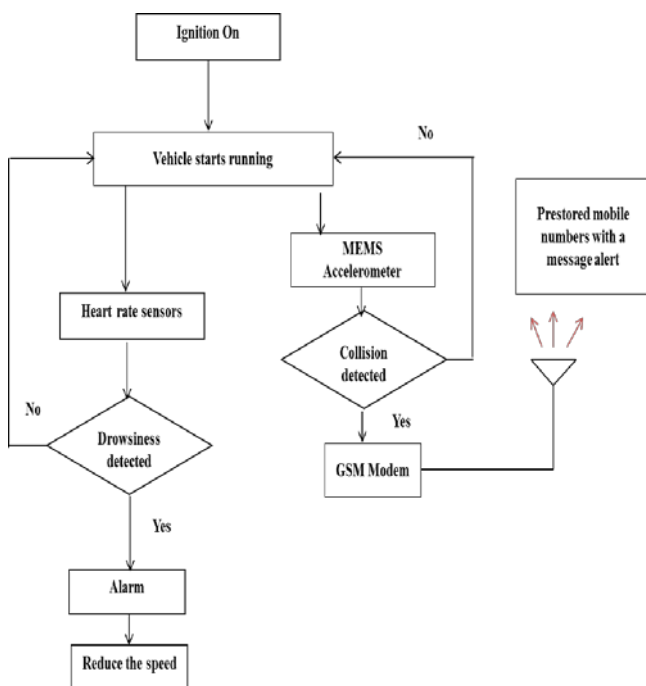 Ignition On
No
Vehicle starts running
Prestored mobile
numbers with a
message alert
MEMS
Accelerometer
Heart rate sensors
Collision
detected
No
Yes
Drowsiness
detected
GSM Modem
Yes
Alarm
Reduce the speed